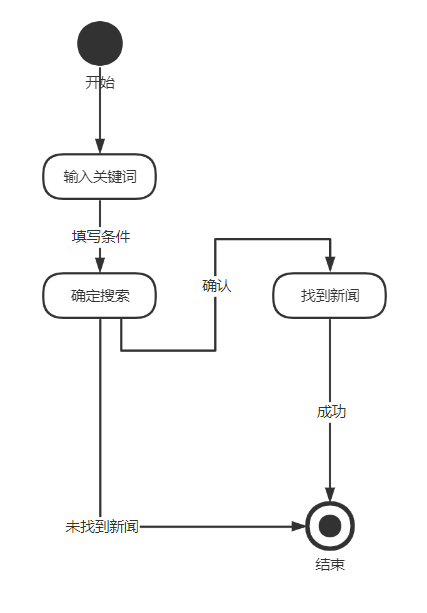 开始
输入关键词
填写条件
确定搜索
确认
找到新闻
成功
未找到新闻
结束